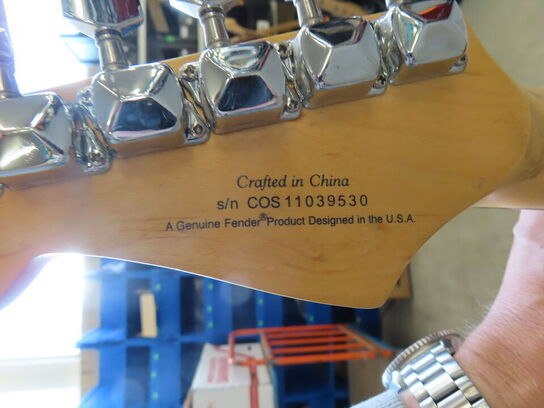 Crafted in China
s/n COS11039530
A Genuine Fender®Product Designed in the U.S.A.